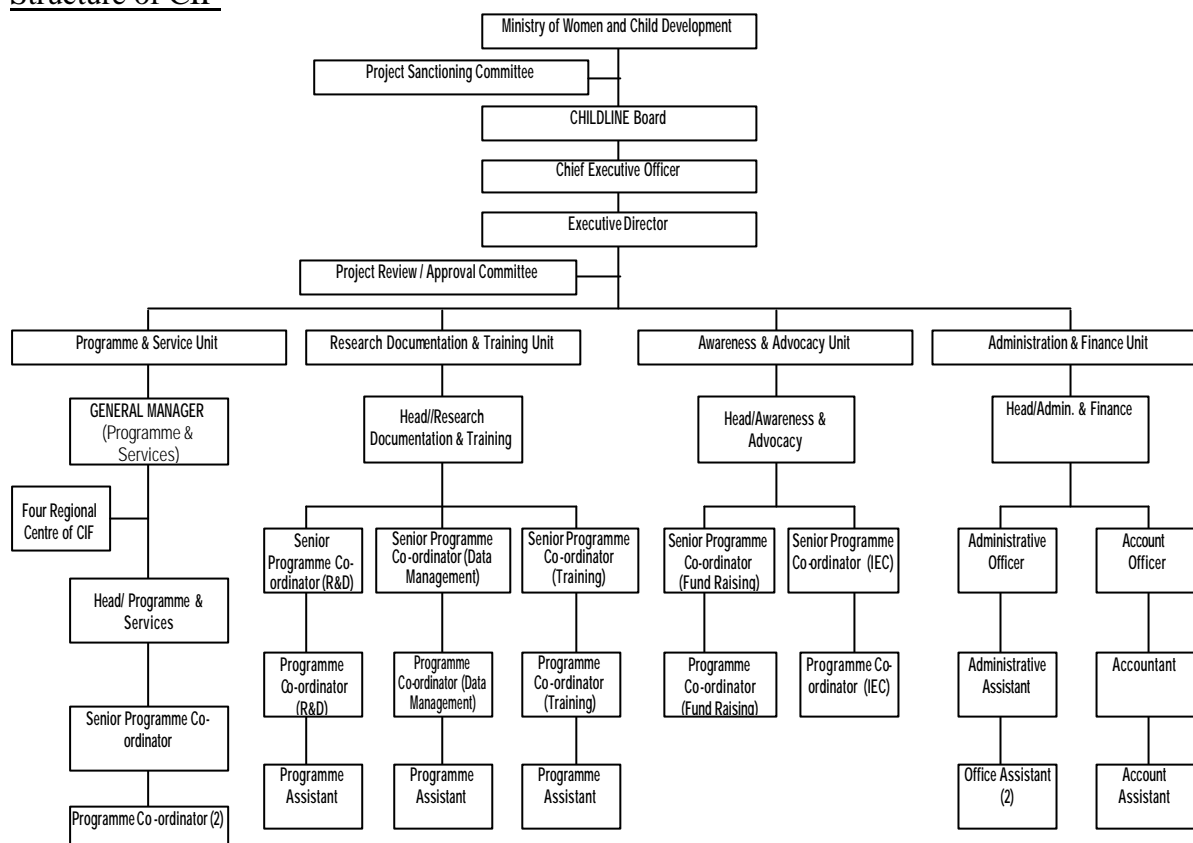 Structure of CIF
Ministry of Women and Child Development
Project Sanctioning Committee
CHILDLINE Board
Chief Executive Officer
Executive Director
Project Review / Approval Committee
Programme & Service Unit
Research Documentation & Training Unit
Awareness & Advocacy Unit
Administration & Finance Unit
GENERAL MANAGER
(Programme &
Services)
Head//Research
Documentation & Training
Head/Awareness &
Advocacy
Head/Admin. & Finance
Four Regional
Centre of CIF
Senior
Programme Co-
ordinator (R&D)
Senior Programme
Co-ordinator (Data
Management)
Senior Programme
Co-ordinator
(Training)
Senior Programme
Co-ordinator
(Fund Raising)
Senior Programme
Co-ordinator (IEC)
Administrative
Officer
Account
Officer
Head/ Programme &
Services
Programme
Co-ordinator
(R&D)
Programme
Co-ordinator (Data
Management)
Programme
Co-ordinator
(Training)
Programme
Co-ordinator
(Fund Raising)
Programme Co-
ordinator (IEC)
Administrative
Assistant
Accountant
Senior Programme Co-
ordinator
Programme
Assistant
Programme
Assistant
Programme
Assistant
Office Assistant
(2)
Account
Assistant
Programme Co-ordinator (2)